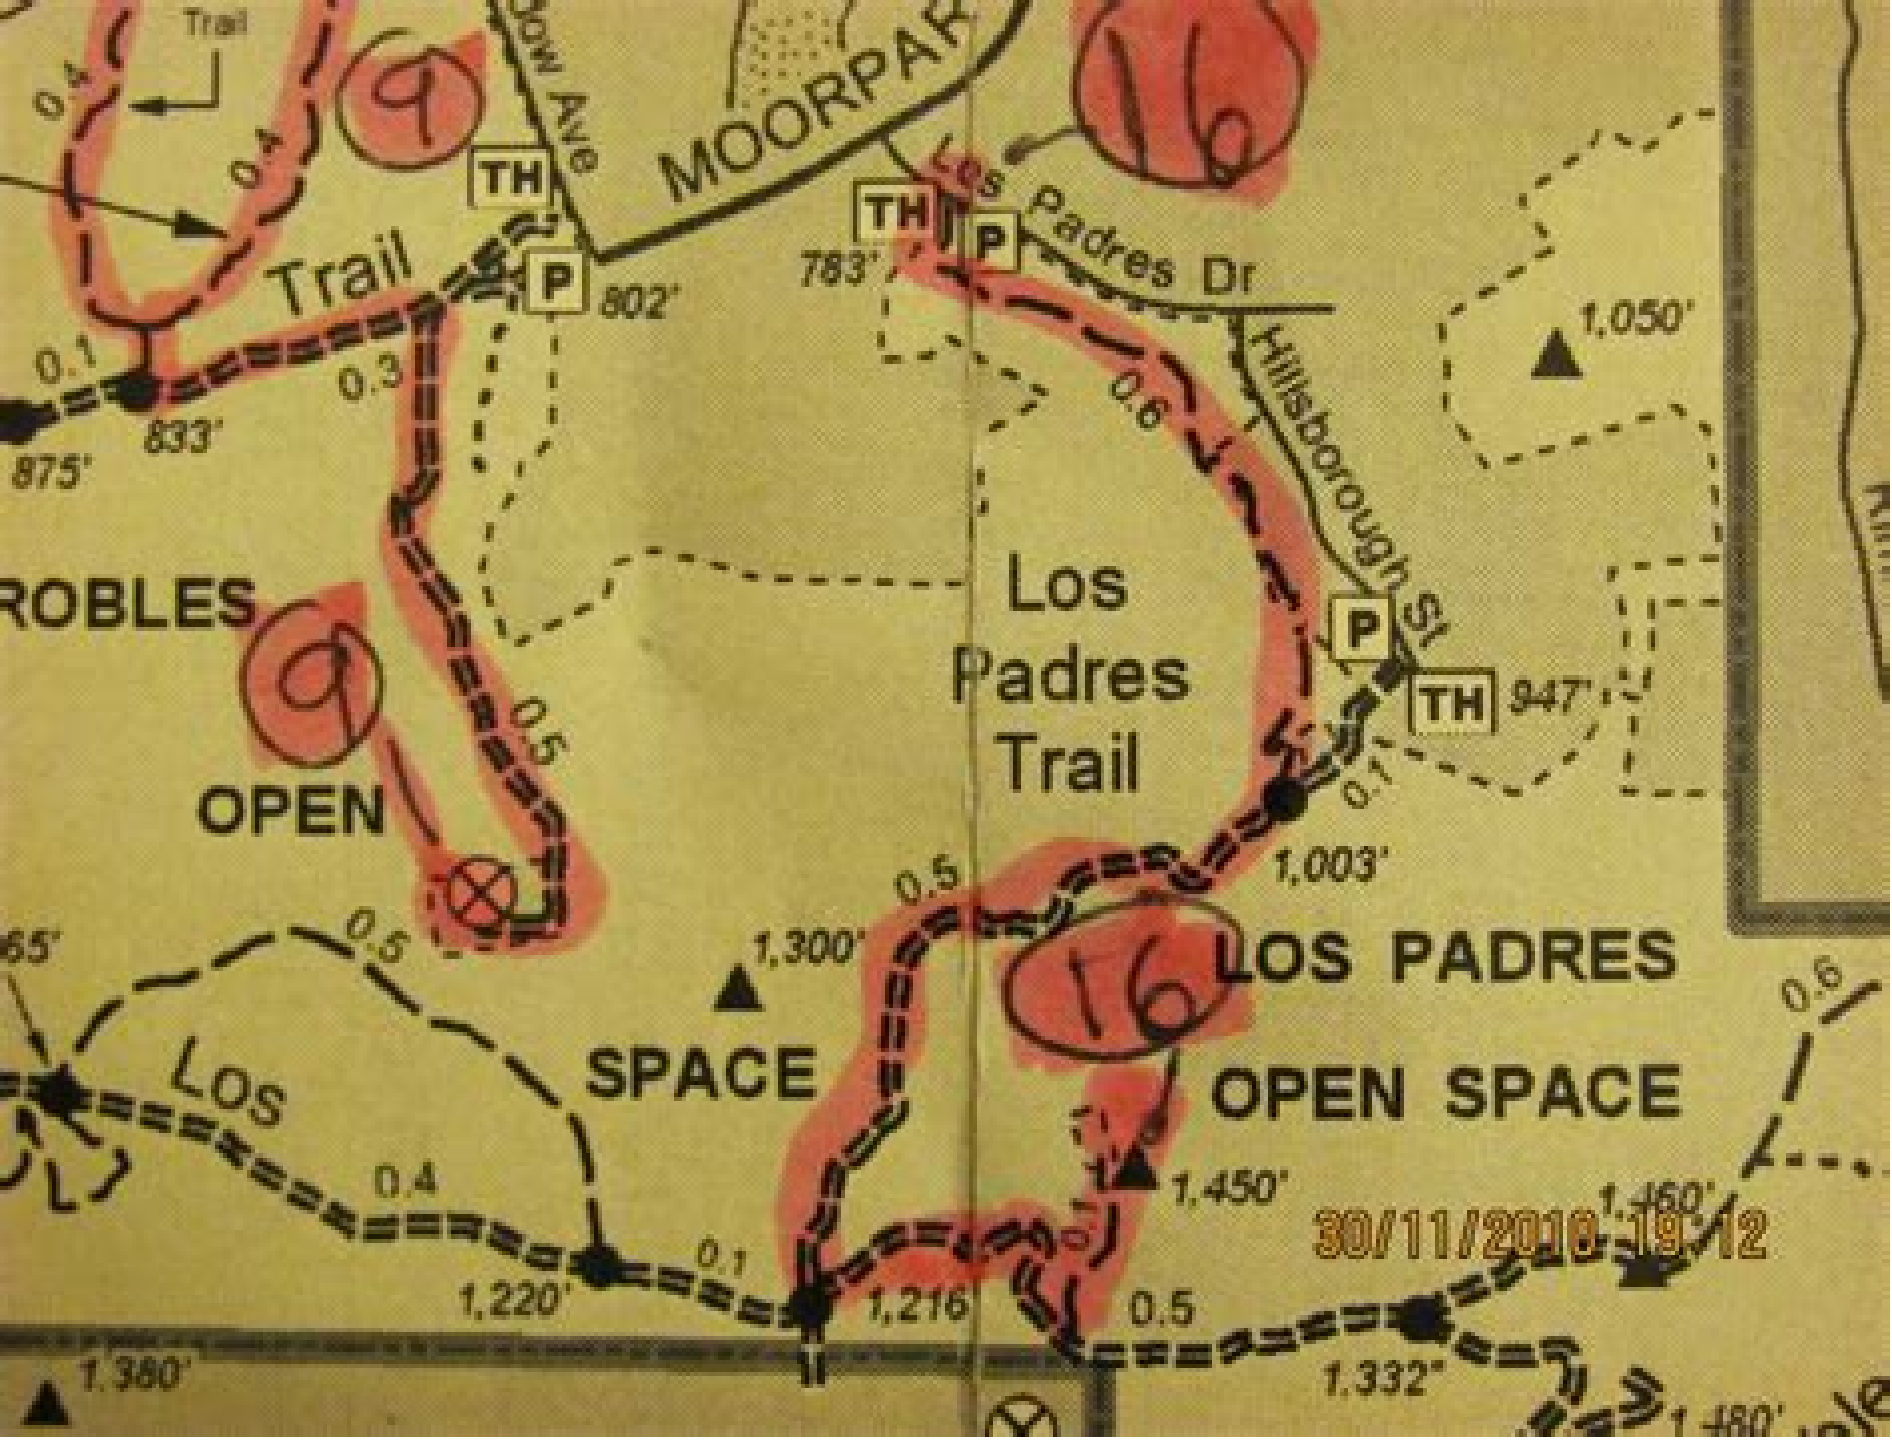 Trail
0.4
0.4
9
Ave
TH
MOORPAR
16
Los Padres Dr
TH
P
783'
P
802'
Trail
0.1
0.3
833'
875'
1,050'
Hillsborough St
0.6
ROBLES
9
OPEN
0.5
Los
Padres
Trail
P
TH
947'
0.1
1,003'
0.5
0.5
65'
1,300'
16
LOS PADRES
OPEN SPACE
SPACE
LOS
0.6
0.4
0.1
1,220'
1,216
0.1
1,450'
1,460'
30/11/2010 19:12
0.5
1,332'
1,380'
1,480'